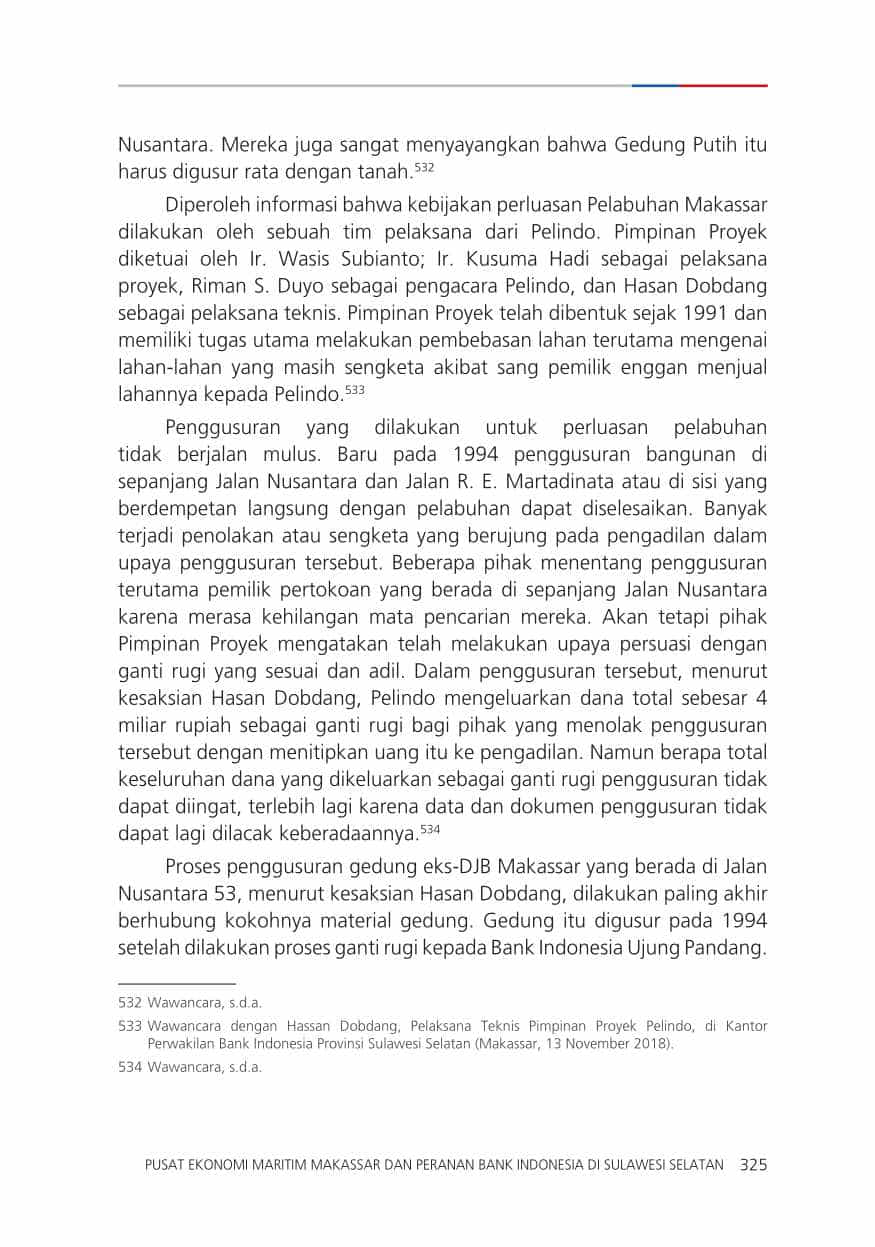 Nusantara. Mereka juga sangat menyayangkan bahwa Gedung Putih itu
harus digusur rata dengan tanah.532
Diperoleh informasi bahwa kebijakan perluasan Pelabuhan Makassar
dilakukan oleh sebuah tim pelaksana dari Pelindo. Pimpinan Proyek
diketuai oleh Ir. Wasis Subianto; Ir. Kusuma Hadi sebagai pelaksana
proyek, Riman S. Duyo sebagai pengacara Pelindo, dan Hasan Dobdang
sebagai pelaksana teknis. Pimpinan Proyek telah dibentuk sejak 1991 dan
memiliki tugas utama melakukan pembebasan lahan terutama mengenai
lahan-lahan yang masih sengketa akibat sang pemilik enggan menjual
lahannya kepada Pelindo.533
Penggusuran yang dilakukan untuk perluasan pelabuhan
tidak berjalan mulus. Baru pada 1994 penggusuran bangunan di
sepanjang Jalan Nusantara dan Jalan R. E. Martadinata atau di sisi yang
berdempetan langsung dengan pelabuhan dapat diselesaikan. Banyak
terjadi penolakan atau sengketa yang berujung pada pengadilan dalam
upaya penggusuran tersebut. Beberapa pihak menentang penggusuran
terutama pemilik pertokoan yang berada di sepanjang Jalan Nusantara
karena merasa kehilangan mata pencarian mereka. Akan tetapi pihak
Pimpinan Proyek mengatakan telah melakukan upaya persuasi dengan
ganti rugi yang sesuai dan adil. Dalam penggusuran tersebut, menurut
kesaksian Hasan Dobdang, Pelindo mengeluarkan dana total sebesar 4
miliar rupiah sebagai ganti rugi bagi pihak yang menolak penggusuran
tersebut dengan menitipkan uang itu ke pengadilan. Namun berapa total
keseluruhan dana yang dikeluarkan sebagai ganti rugi penggusuran tidak
dapat diingat, terlebih lagi karena data dan dokumen penggusuran tidak
dapat lagi dilacak keberadaannya.534
Proses penggusuran gedung eks-DJB Makassar yang berada di Jalan
Nusantara 53, menurut kesaksian Hasan Dobdang, dilakukan paling akhir
berhubung kokohnya material gedung. Gedung itu digusur pada 1994
setelah dilakukan proses ganti rugi kepada Bank Indonesia Ujung Pandang.
532 Wawancara, s.d.a.
533 Wawancara dengan Hassan Dobdang, Pelaksana Teknis Pimpinan Proyek Pelindo, di Kantor
Perwakilan Bank Indonesia Provinsi Sulawesi Selatan (Makassar, 13 November 2018).
534 Wawancara, s.d.a.
PUSAT EKONOMI MARITIM MAKASSAR DAN PERANAN BANK INDONESIA DI SULAWESI SELATAN 325